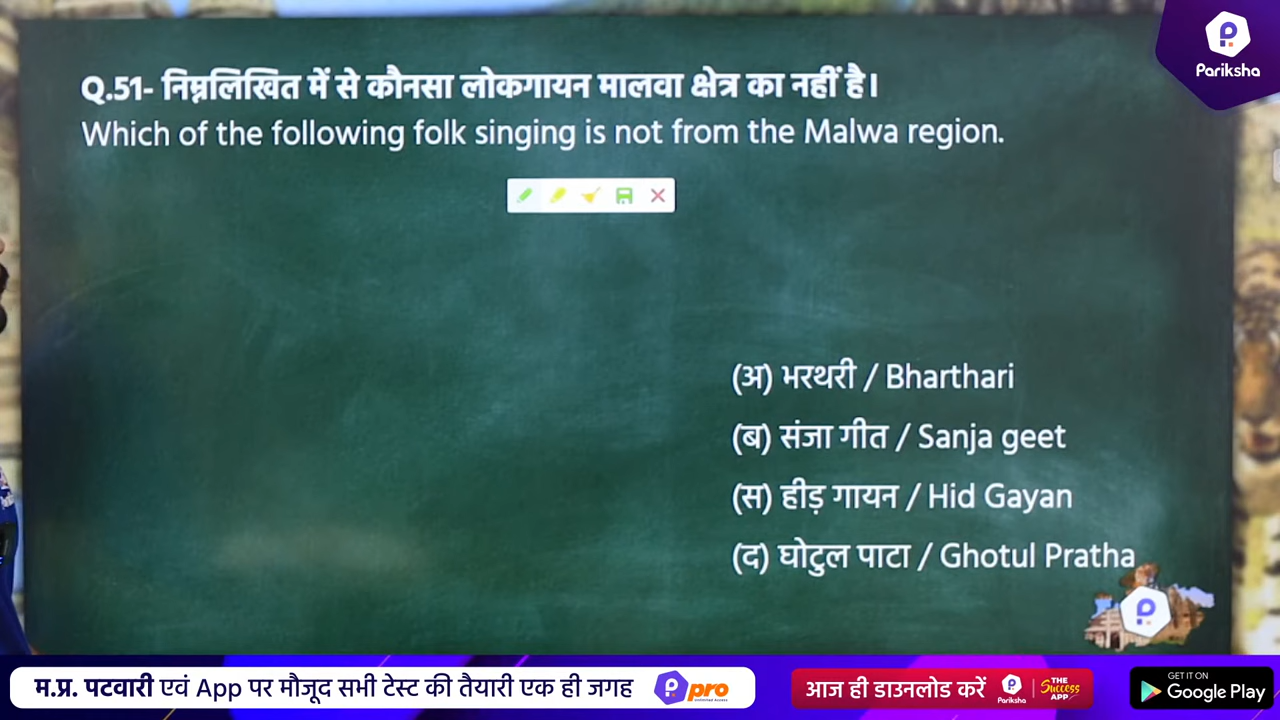 Pariksha
Q.51- निम्नलिखित में से कौनसा लोकगायन मालवा क्षेत्र का नहीं है।
Which of the following folk singing is not from the Malwa region.
(अ) भरथरी / Bharthari
(ब) संजा गीत / Sanja geet
(स) हीड़ गायन / Hid Gayan
(द) घोटुल पाटा / Ghotul Pratha
म.प्र. पटवारी एवं App पर मौजूद सभी टेस्ट की तैयारी एक ही जगह
pro
आज ही डाउनलोड करें
Pariksha
THE
Success
APP
GET IT ON
Google Play